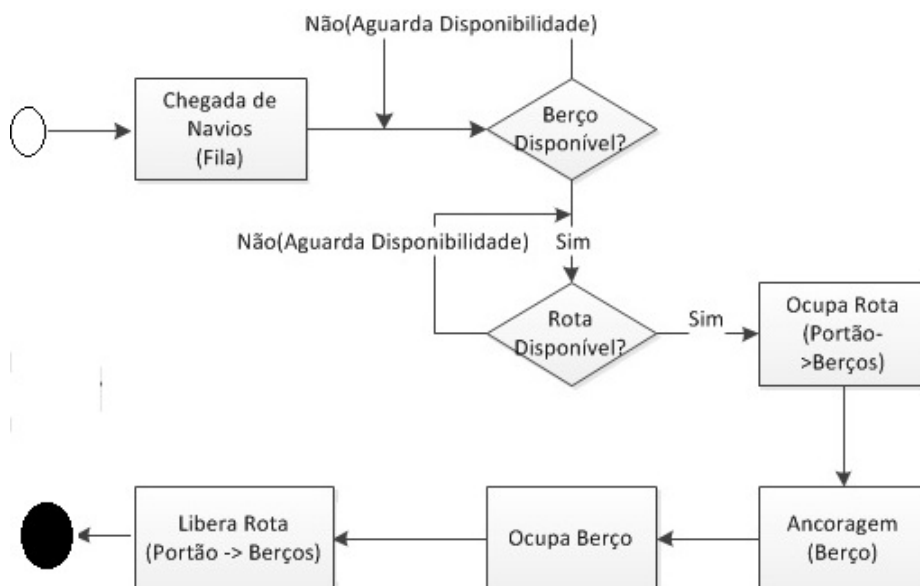 Não(Aguarda Disponibilidade)
Chegada de
Navios
(Fila)
Berço
Disponível?
Não(Aguarda Disponibilidade)
Sim
Rota
Disponível?
Sim
Ocupa Rota
(Portão-
>Berços)
Libera Rota
(Portão -> Berços)
Ocupa Berço
Ancoragem
(Berço)